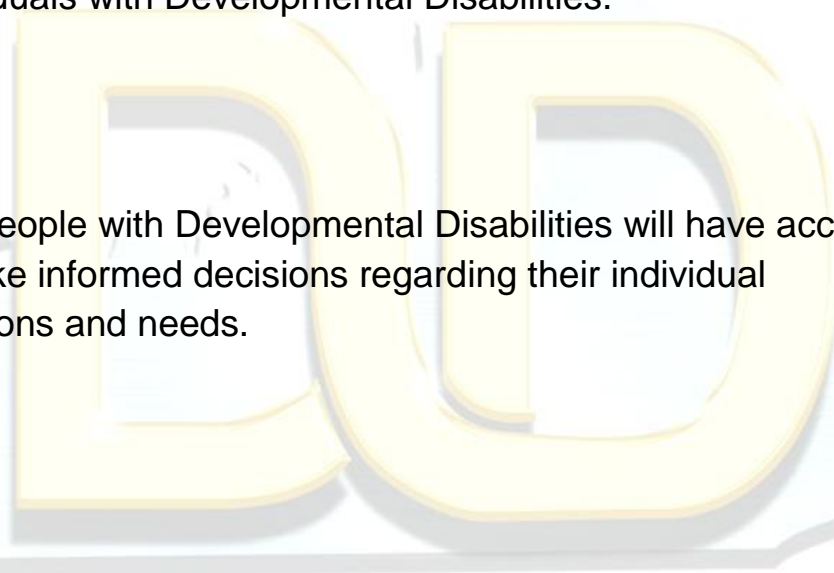 duals with Developmental Disabilities.
eople with Developmental Disabilities will have acc
ke informed decisions regarding their individual
ons and needs.